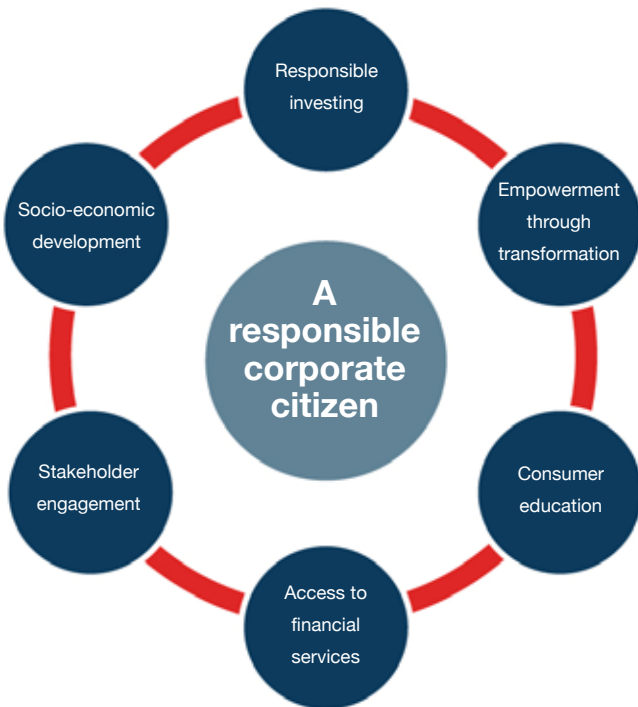 Responsible
investing
Empowerment
through
transformation
Consumer
education
Access to
financial
services
Stakeholder
engagement
Socio-economic
development
A
responsible
corporate
citizen